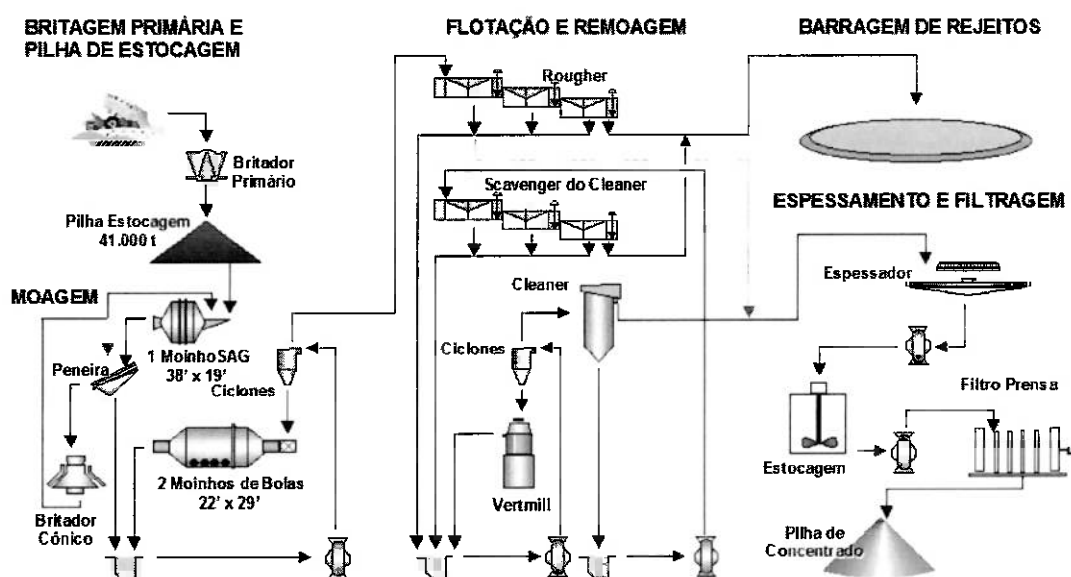 BRITAGEM PRIMÁRIA E
PILHA DE ESTOCAGEM
Britador
Primário
Pilha Estocagem
41.000 t
MOAGEM
1 Moinho SAG
38' x 19'
Peneira
Ciclones
2 Moinhos de Bolas
22' x 29'
Britador
Cônico
FLOTAÇÃO E REMOAGEM
Rougher
Scavenger do Cleaner
Cleaner
Ciclones
Vertmill
BARRAGEM DE REJEITOS
ESPESSAMENTO E FILTRAGEM
Espessador
Filtro Prensa
Estocagem
Pilha de
Concentrado